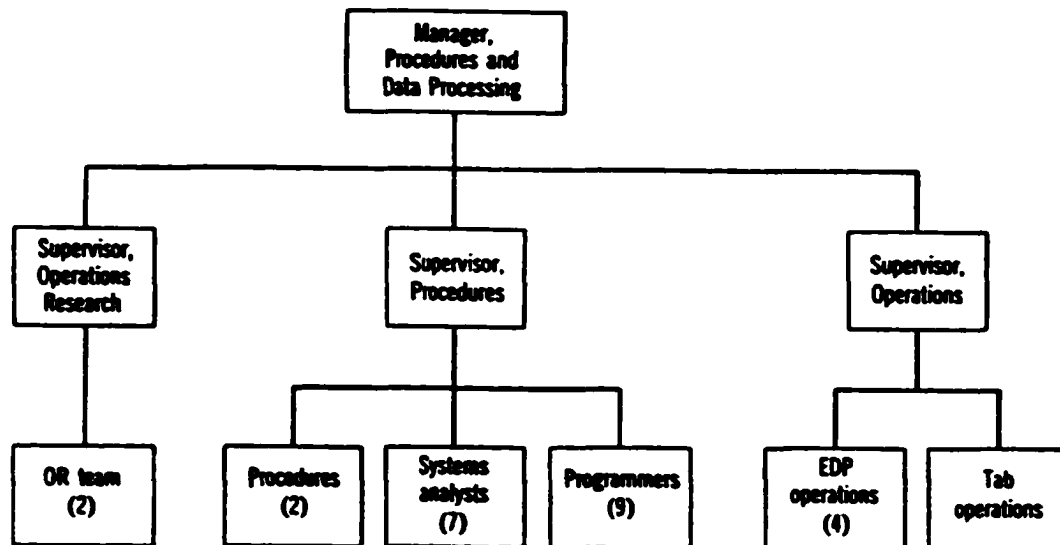 Manager,
Procedures and
Data Processing
Supervisor,
Operations
Research
Supervisor,
Procedures
Supervisor,
Operations
OR team
(2)
Procedures
(2)
Systems
analysts
(7)
Programmers
(9)
EDP
operations
(4)
Tab
operations